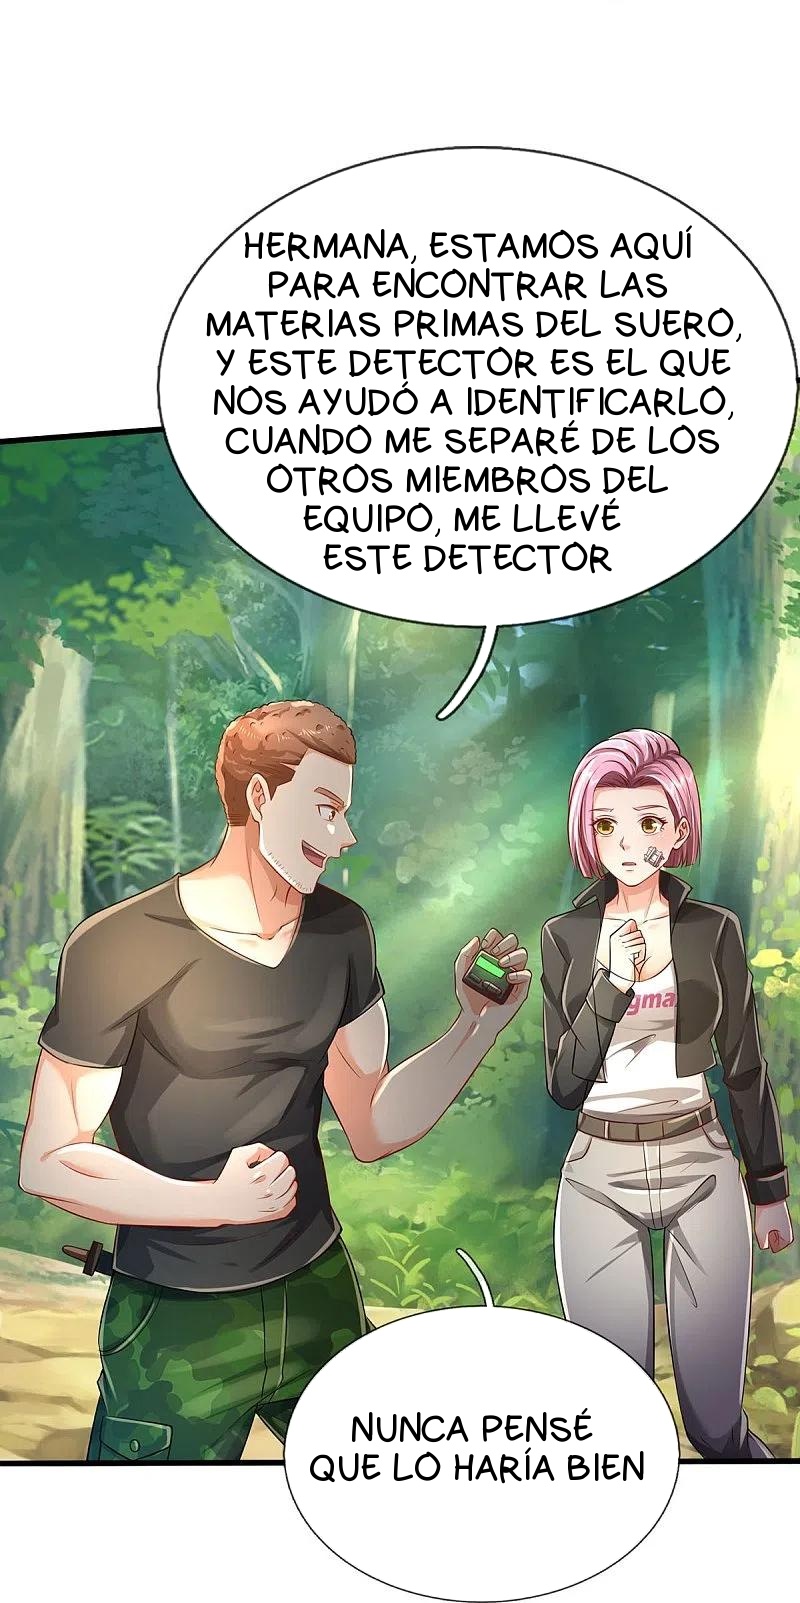 HERMANA, ESTAMOS AQUÍ
PARA ENCONTRAR LAS
MATERIAS PRIMAS DEL SUERO,
Y ESTE DETECTOR ES EL QUE
NOS AYUDÓ A IDENTIFICARLO,
CUANDO ME SEPARÉ DE LOS
OTROS MIEMBROS DEL
EQUIPO, ME LLEVÉ
ESTE DETECTOR
gma
NUNCA PENSÉ
QUE LO HARÍA BIEN